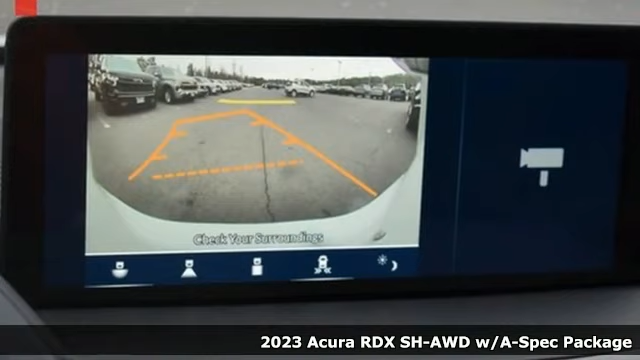 Check Your Surroundings
2023 Acura RDX SH-AWD w/A-Spec Package